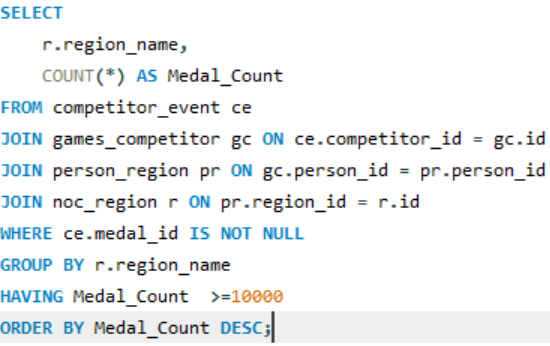 SELECT
r.region_name,
COUNT(*) AS Medal_Count
FROM competitor_event ce
JOIN games_competitor gc ON ce.competitor_id = gc.id
JOIN person_region pr ON gc.person_id = pr.person_id
JOIN noc_region r ON pr.region_id = r.id
WHERE ce.medal_id IS NOT NULL
GROUP BY r.region_name
HAVING Medal_Count  >=10000
ORDER BY Medal_Count DESC;